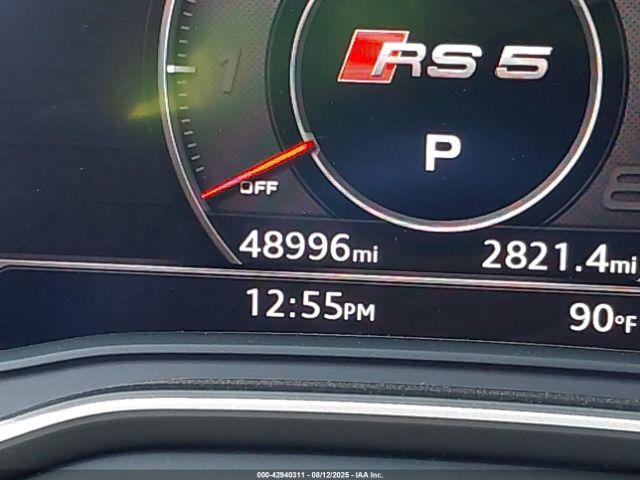 1
RS 5
P
OFF
48996mi 2821.4mi
12:55PM 90°F
000-42940311 - 08/12/2025 - IAA Inc.